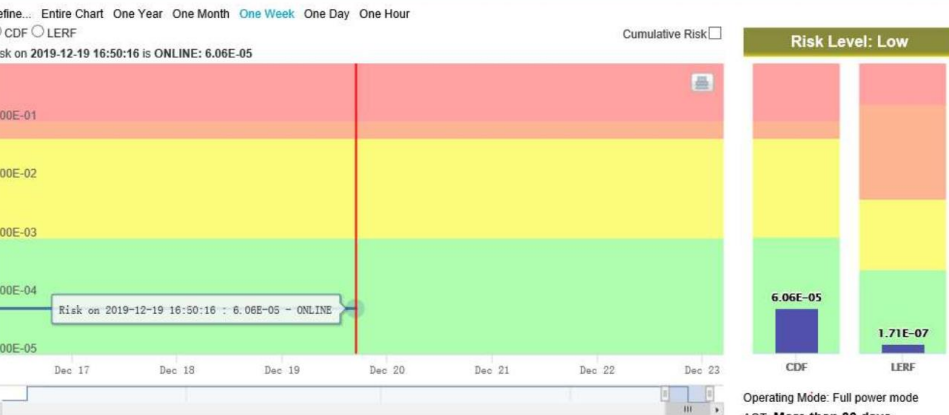 efine... Entire Chart One Year One Month One Week One Day One Hour
CDF LERF
Cumulative Risk
sk on 2019-12-19 16:50:16 is ONLINE: 6.06E-05
Risk Level: Low
00E-01
00E-02
00E-03
00E-04
00E-05
Risk on 2019-12-19 16:50:16 : 6.06E-05 - ONLINE
Dec 17 Dec 18 Dec 19 Dec 20 Dec 21 Dec 22 Dec 23
6.06E-05
1.71E-07
CDF LERF
Operating Mode: Full power mode